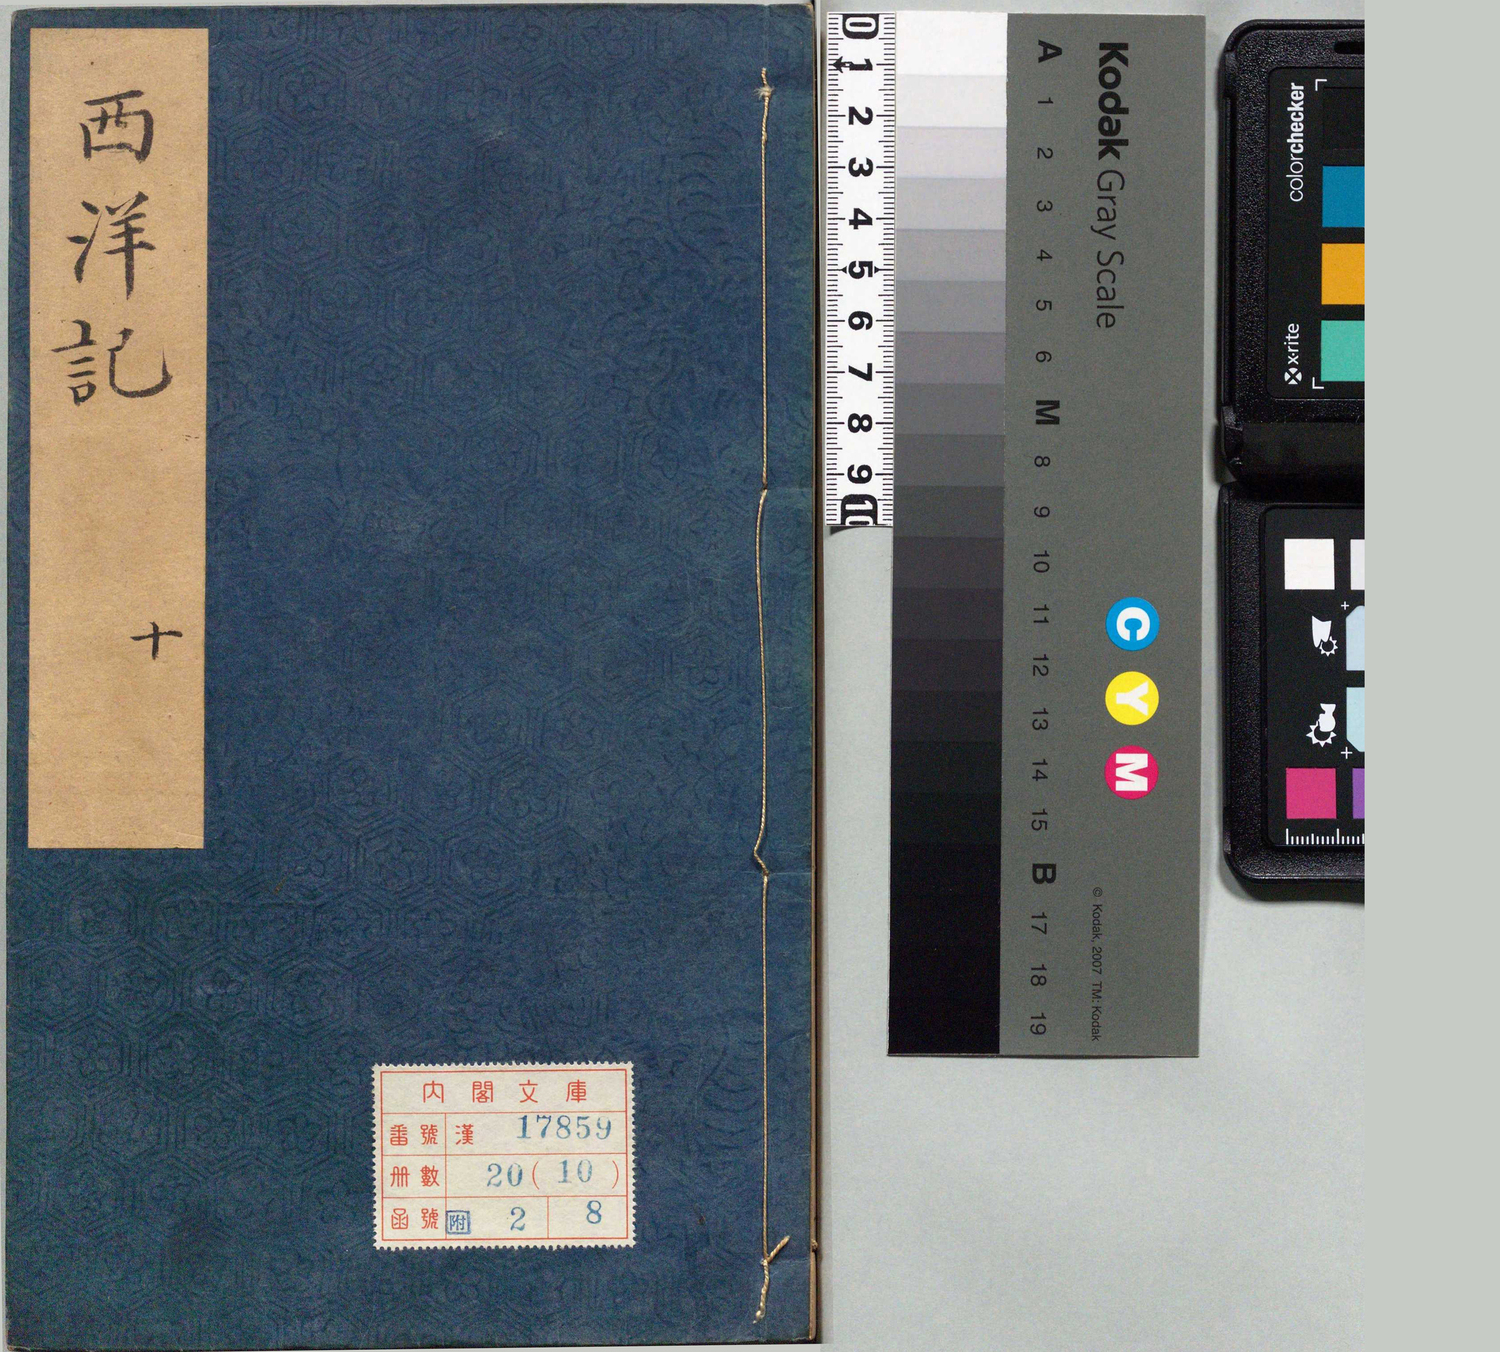 西洋記
十
内閣文庫
番號 漢 17859
册數 20(10)
函號 附 2 8
0 1 2 3 4 5 6 7 8 9 10
Kodak Gray Scale
A 1 2 3 4 5 6 M 8 9 10 11 12 13 14 15 B 17 18 19
C Y M
© Kodak, 2007 TM: Kodak
colorchecker
x·rite